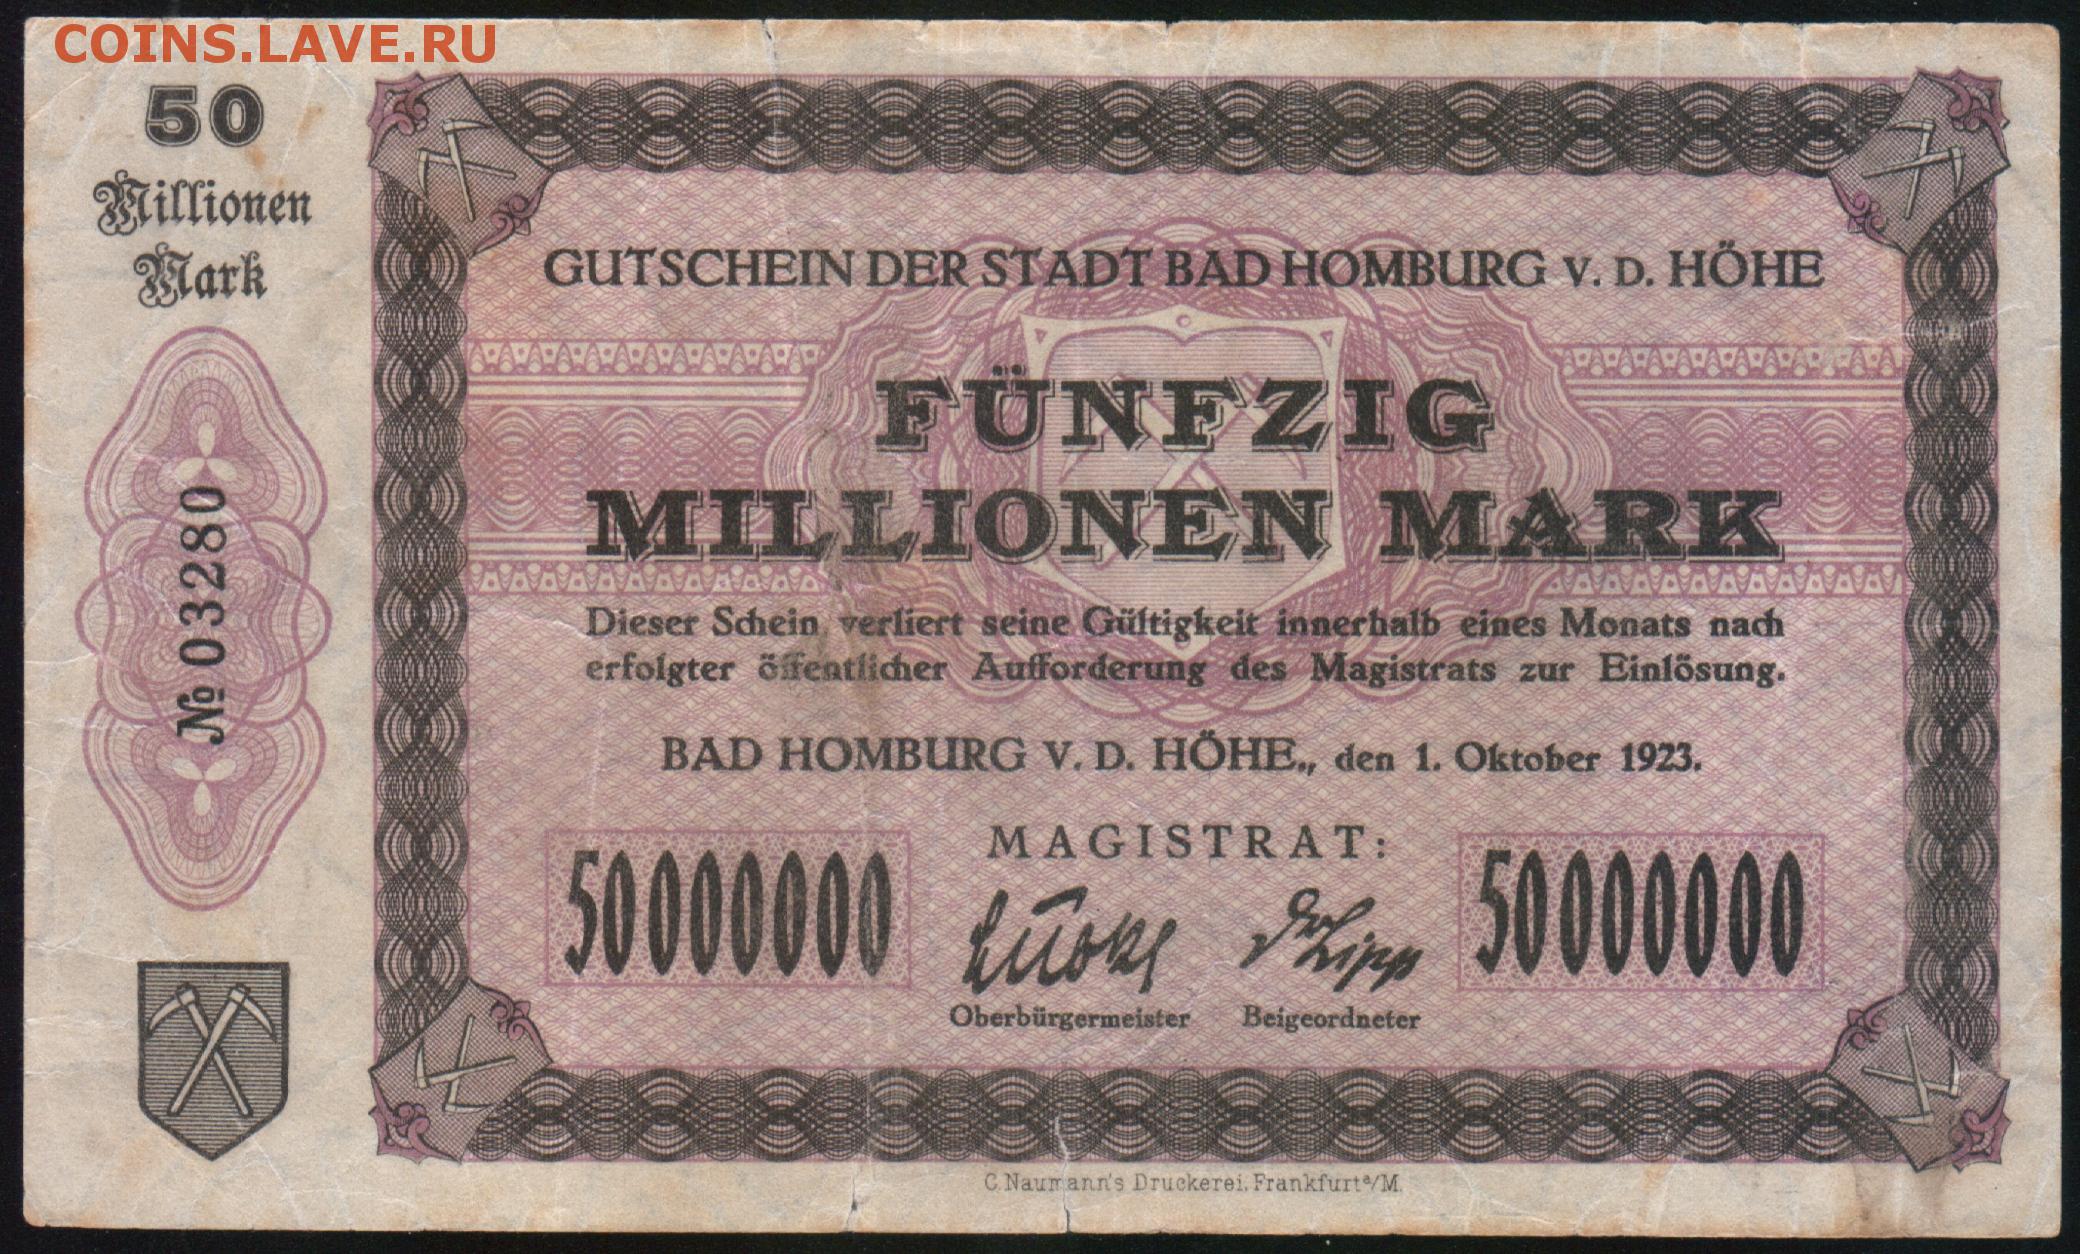 COINS.LAVE.RU
50
Millionen
Mark
№ 03280
GUTSCHEIN DER STADT BAD HOMBURG V. D. HÖHE
FÜNFZIG
MILLIONEN MARK
Dieser Schein verliert seine Gültigkeit innerhalb eines Monats nach
erfolgter öffentlicher Aufforderung des Magistrats zur Einlösung.
BAD HOMBURG V. D. HÖHE., den 1. Oktober 1923.
MAGISTRAT:
50000000
50000000
Oberbürgermeister Beigeordneter
C. Naumann's Druckerei, Frankfurt a/M.